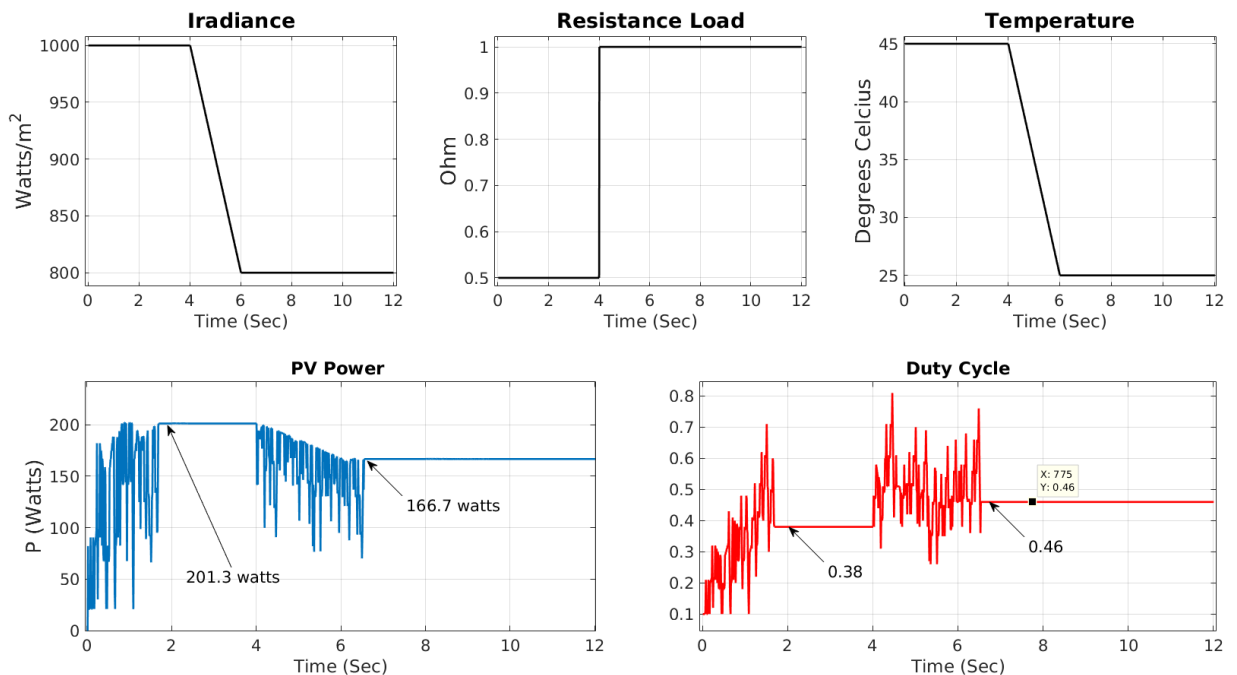 Iradiance
Resistance Load
Temperature
Watts/m²
1000
950
900
850
800
0 2 4 6 8 10 12
Time (Sec)
Ohm
1
0.9
0.8
0.7
0.6
0.5
0 2 4 6 8 10 12
Time (Sec)
Degrees Celcius
45
40
35
30
25
0 2 4 6 8 10 12
Time (Sec)
PV Power
P (Watts)
200
150
100
50
0
201.3 watts
166.7 watts
0 2 4 6 8 10 12
Time (Sec)
Duty Cycle
0.8
0.7
0.6
0.5
0.4
0.3
0.2
0.1
X: 775
Y: 0.46
0.46
0.38
0 2 4 6 8 10 12
Time (Sec)